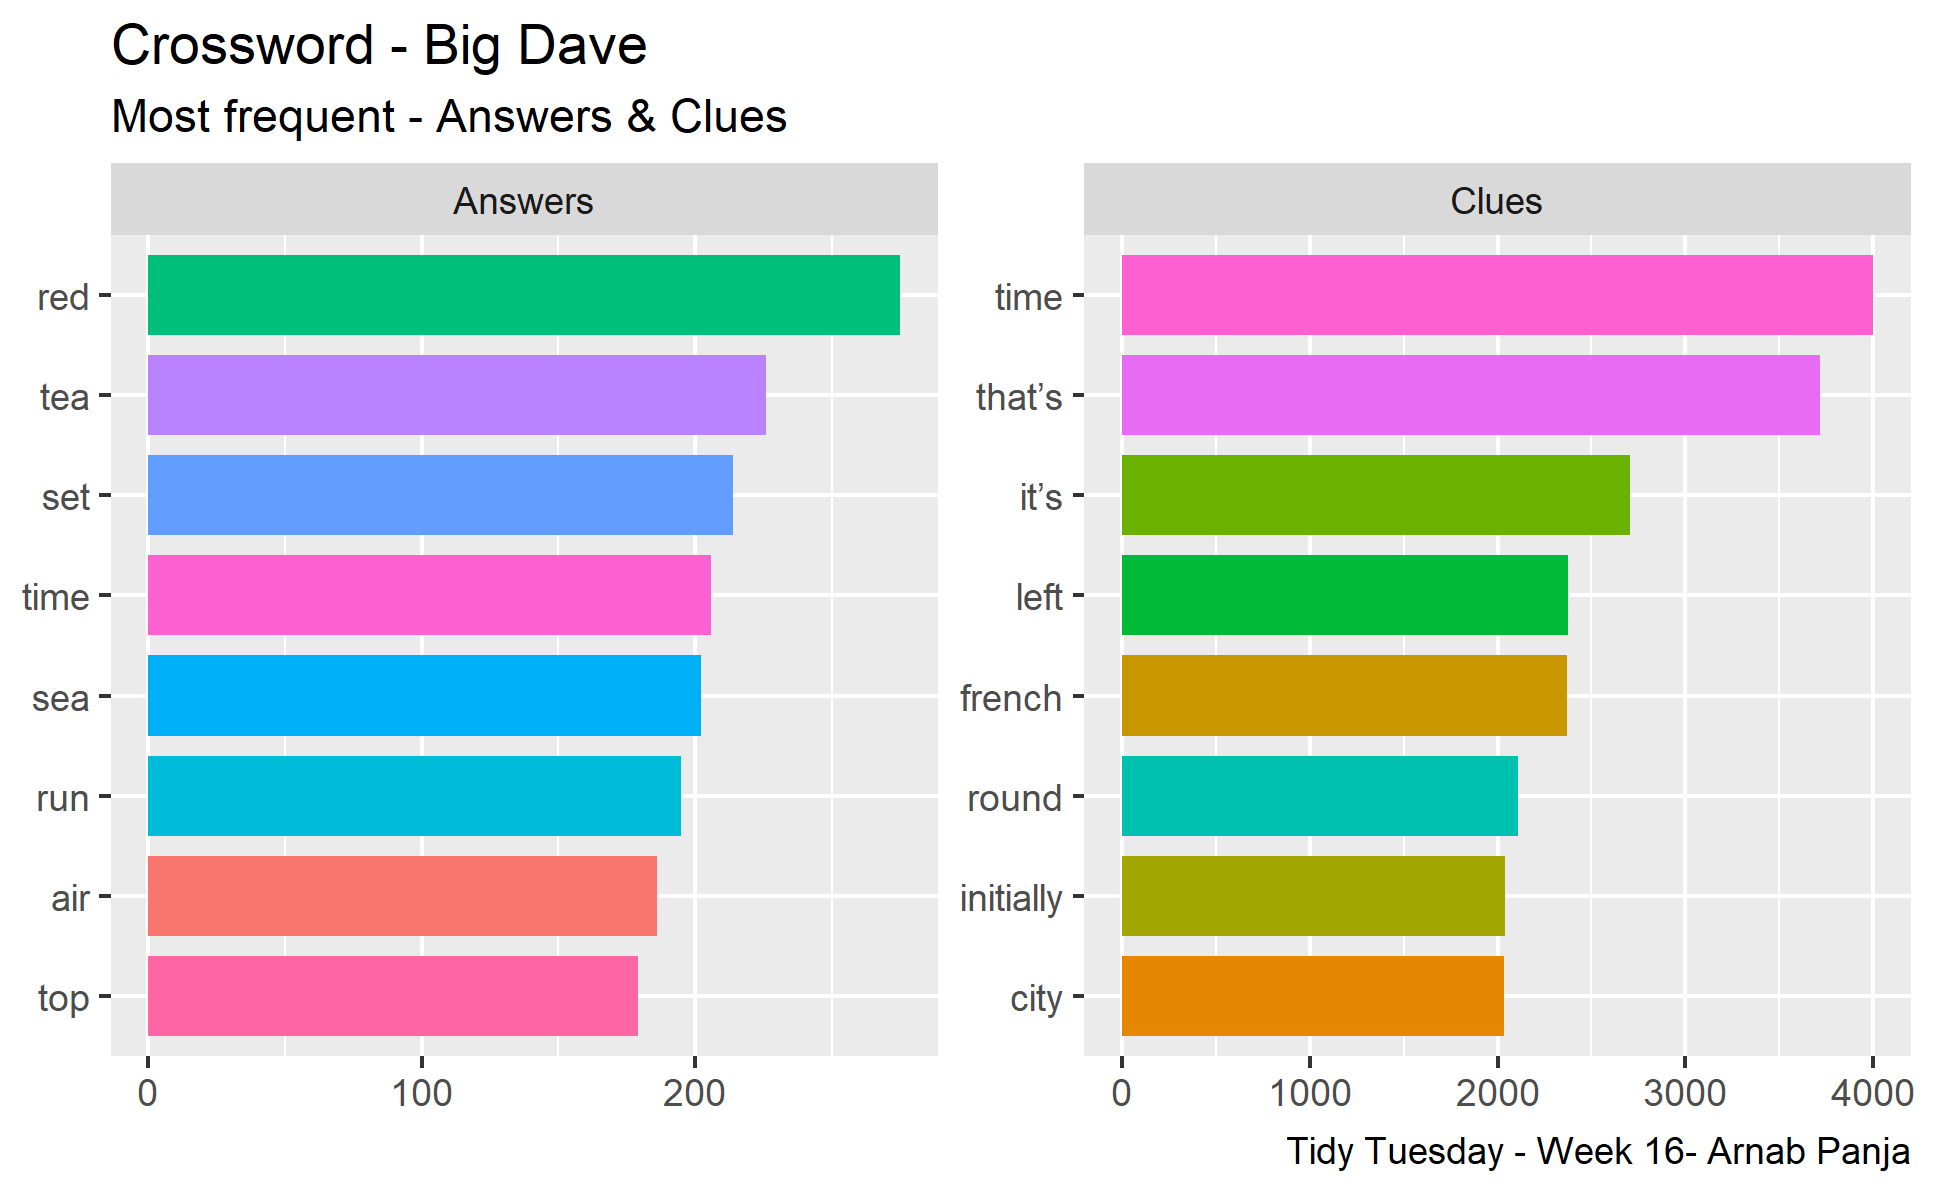 Crossword - Big Dave
Most frequent - Answers & Clues
Answers
red
tea
set
time
sea
run
air
top
0 100 200
Clues
time
that’s
it’s
left
french
round
initially
city
0 1000 2000 3000 4000
Tidy Tuesday - Week 16- Arnab Panja